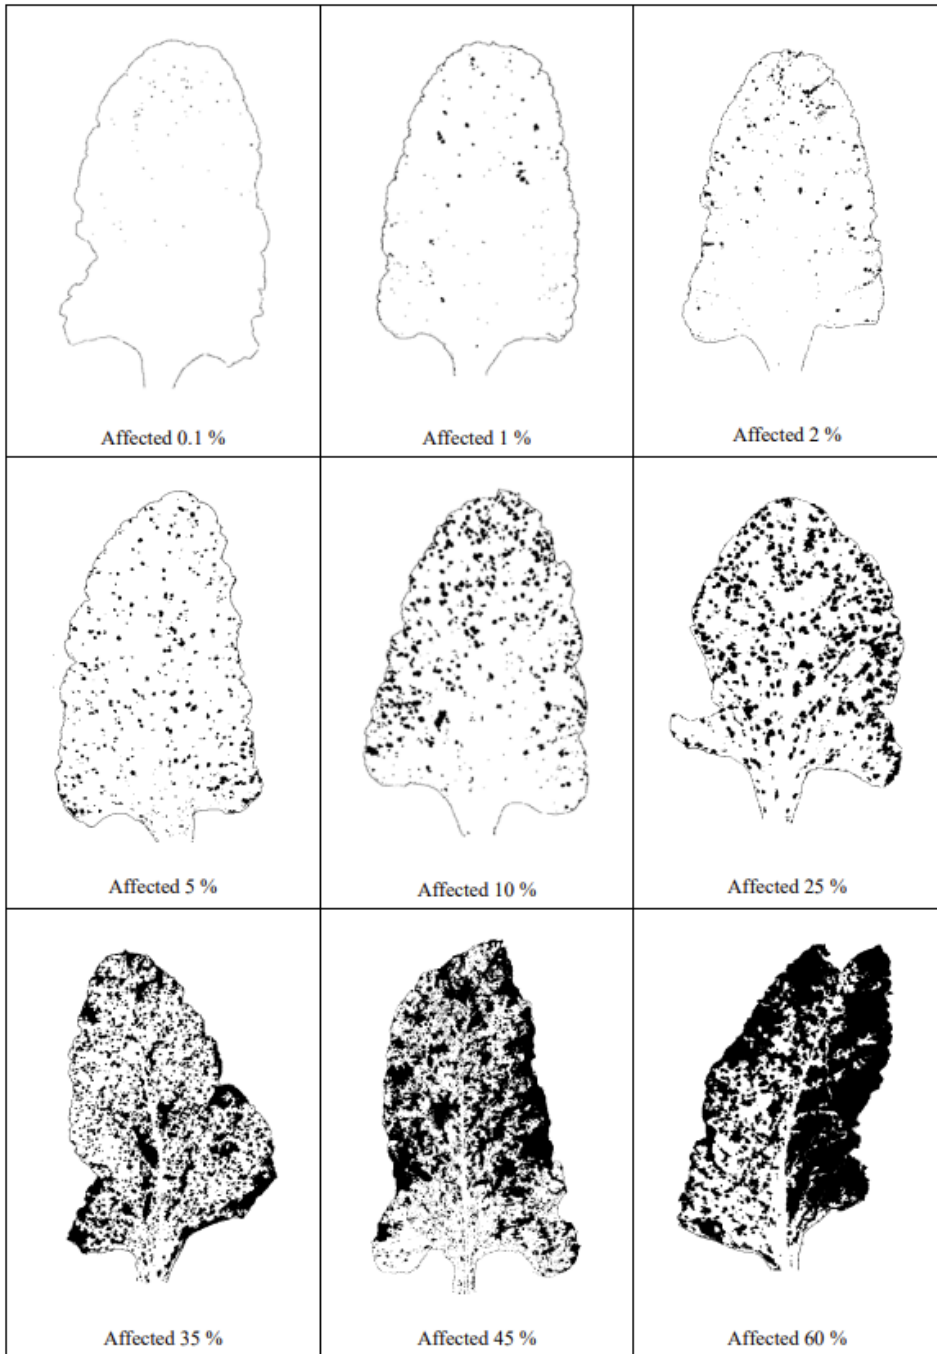 Affected 0.1 %
Affected 1 %
Affected 2 %
Affected 5 %
Affected 10 %
Affected 25 %
Affected 35 %
Affected 45 %
Affected 60 %